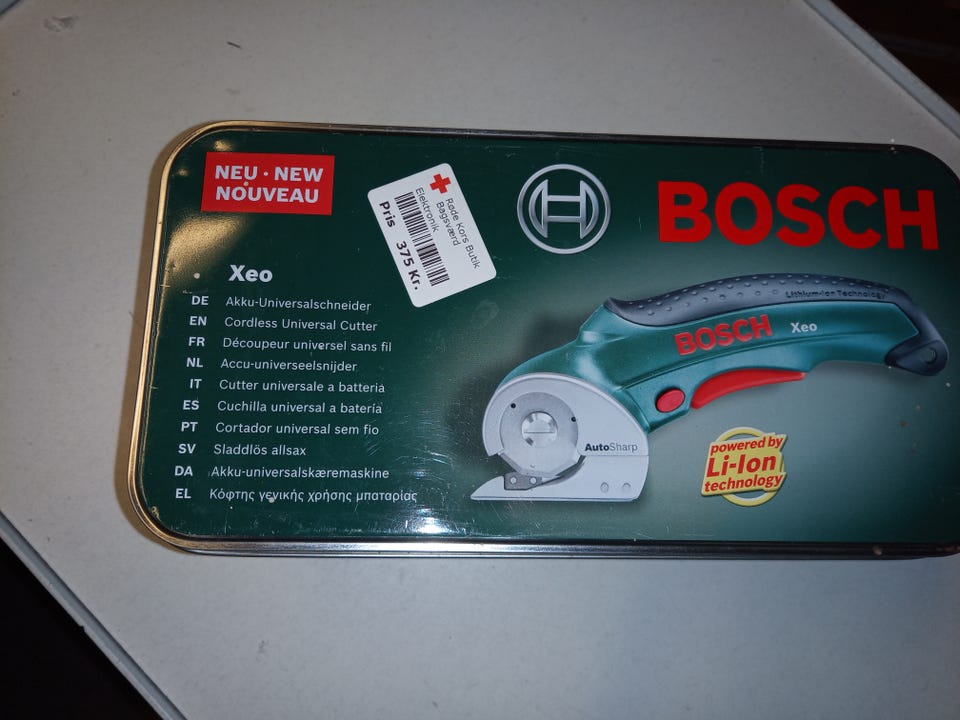 NEU · NEW
NOUVEAU
Røde Kors Butik
Bagsværd
Elektronik
Pris 375 Kr.
BOSCH
Xeo
DE Akku-Universalschneider
EN Cordless Universal Cutter
FR Découpeur universel sans fil
NL Accu-universeelsnijder
IT Cutter universale a batteria
ES Cuchilla universal a batería
PT Cortador universal sem fio
SV Sladdlös allsax
DA Akku-universalskæremaskine
EL Κόφτης γενικής χρήσης μπαταρίας
Lithium-Ion Technology
BOSCH Xeo
AutoSharp
powered by
Li-Ion
technology